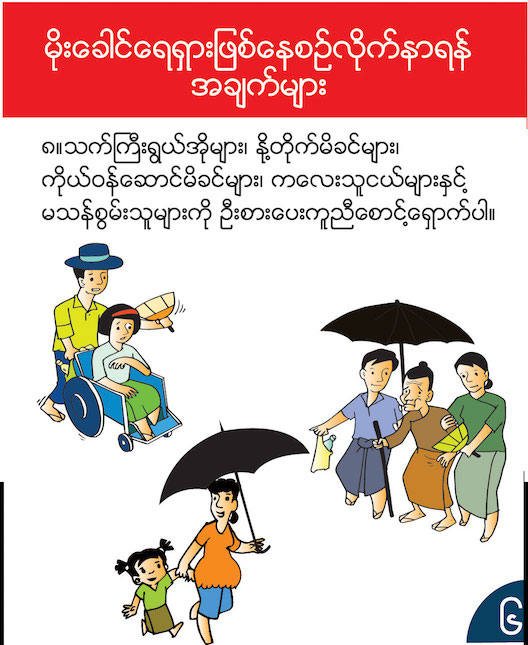 မိုးခေါင်ရေရှားဖြစ်နေစဉ်လိုက်နာရန်
အချက်များ
၈။သက်ကြီးရွယ်အိုများ၊ နို့တိုက်မိခင်များ၊
ကိုယ်ဝန်ဆောင်မိခင်များ၊ ကလေးသူငယ်များနှင့်
မသန်စွမ်းသူများကို ဦးစားပေးကူညီစောင့်ရှောက်ပါ။